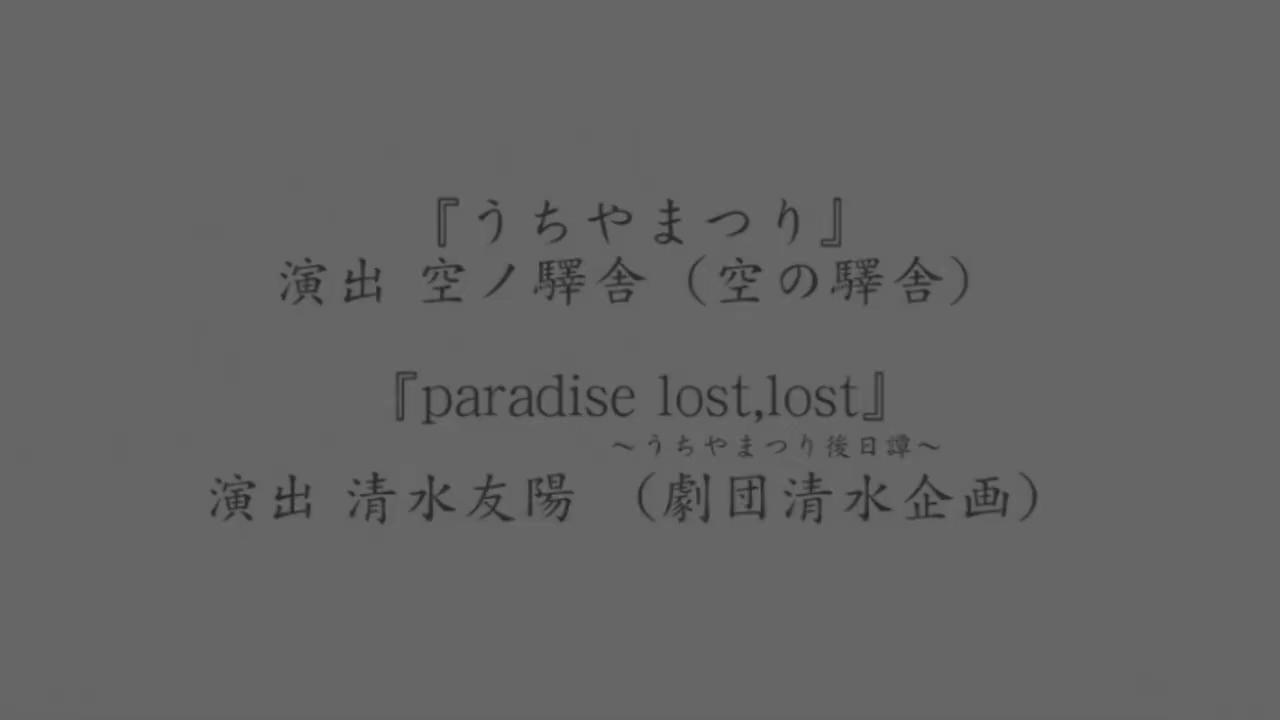 『うちやまつり』
演出 空ノ驛舎（空の驛舎）
『paradise lost,lost』
～うちやまつり後日譚～
演出 清水友陽 （劇団清水企画）